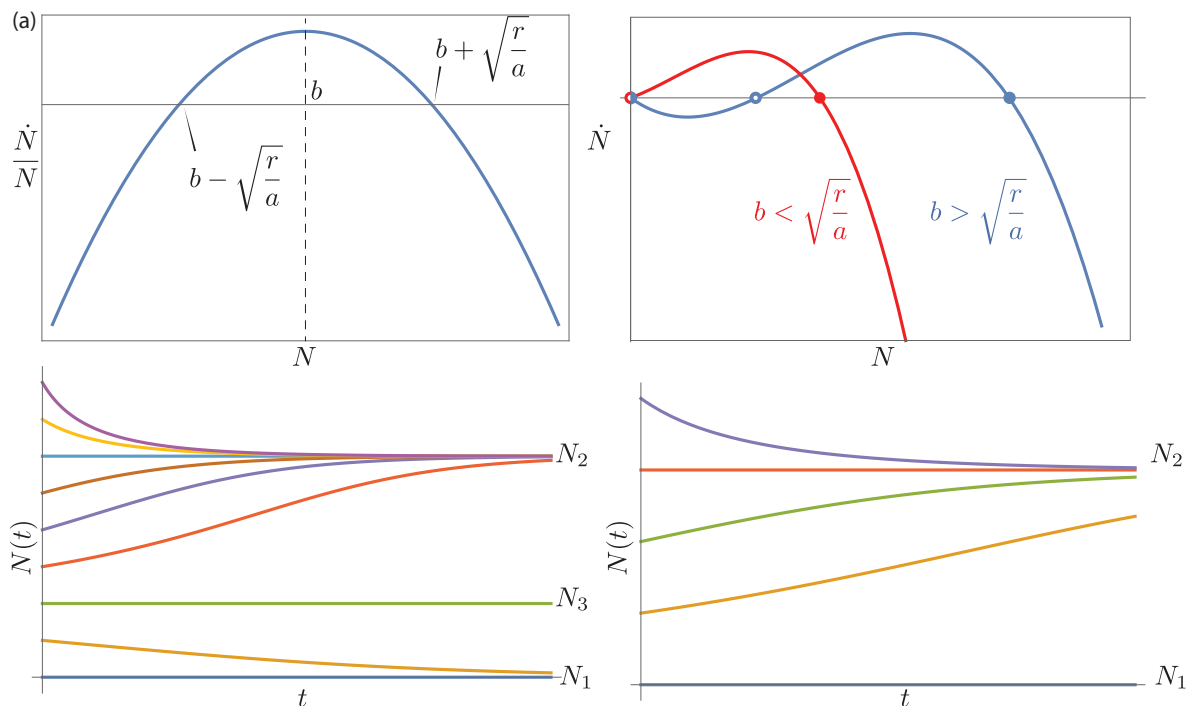 (a)
b + √(r/a)
b
Ṅ/N
b − √(r/a)
N
Ṅ
b < √(r/a)
b > √(r/a)
N
N(t)
N₂
N₃
N₁
t
N(t)
N₂
N₁
t